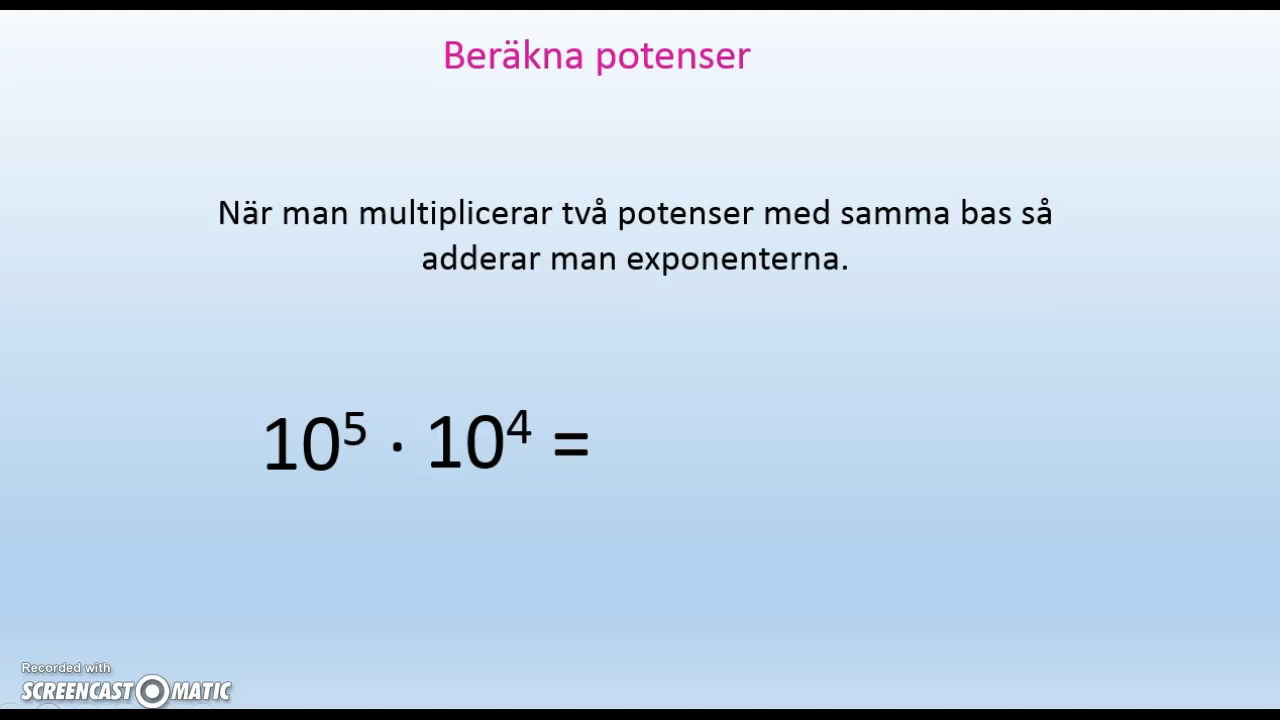 Beräkna potenser
När man multiplicerar två potenser med samma bas så
adderar man exponenterna.
10⁵ · 10⁴ =
Recorded with
SCREENCAST MATIC